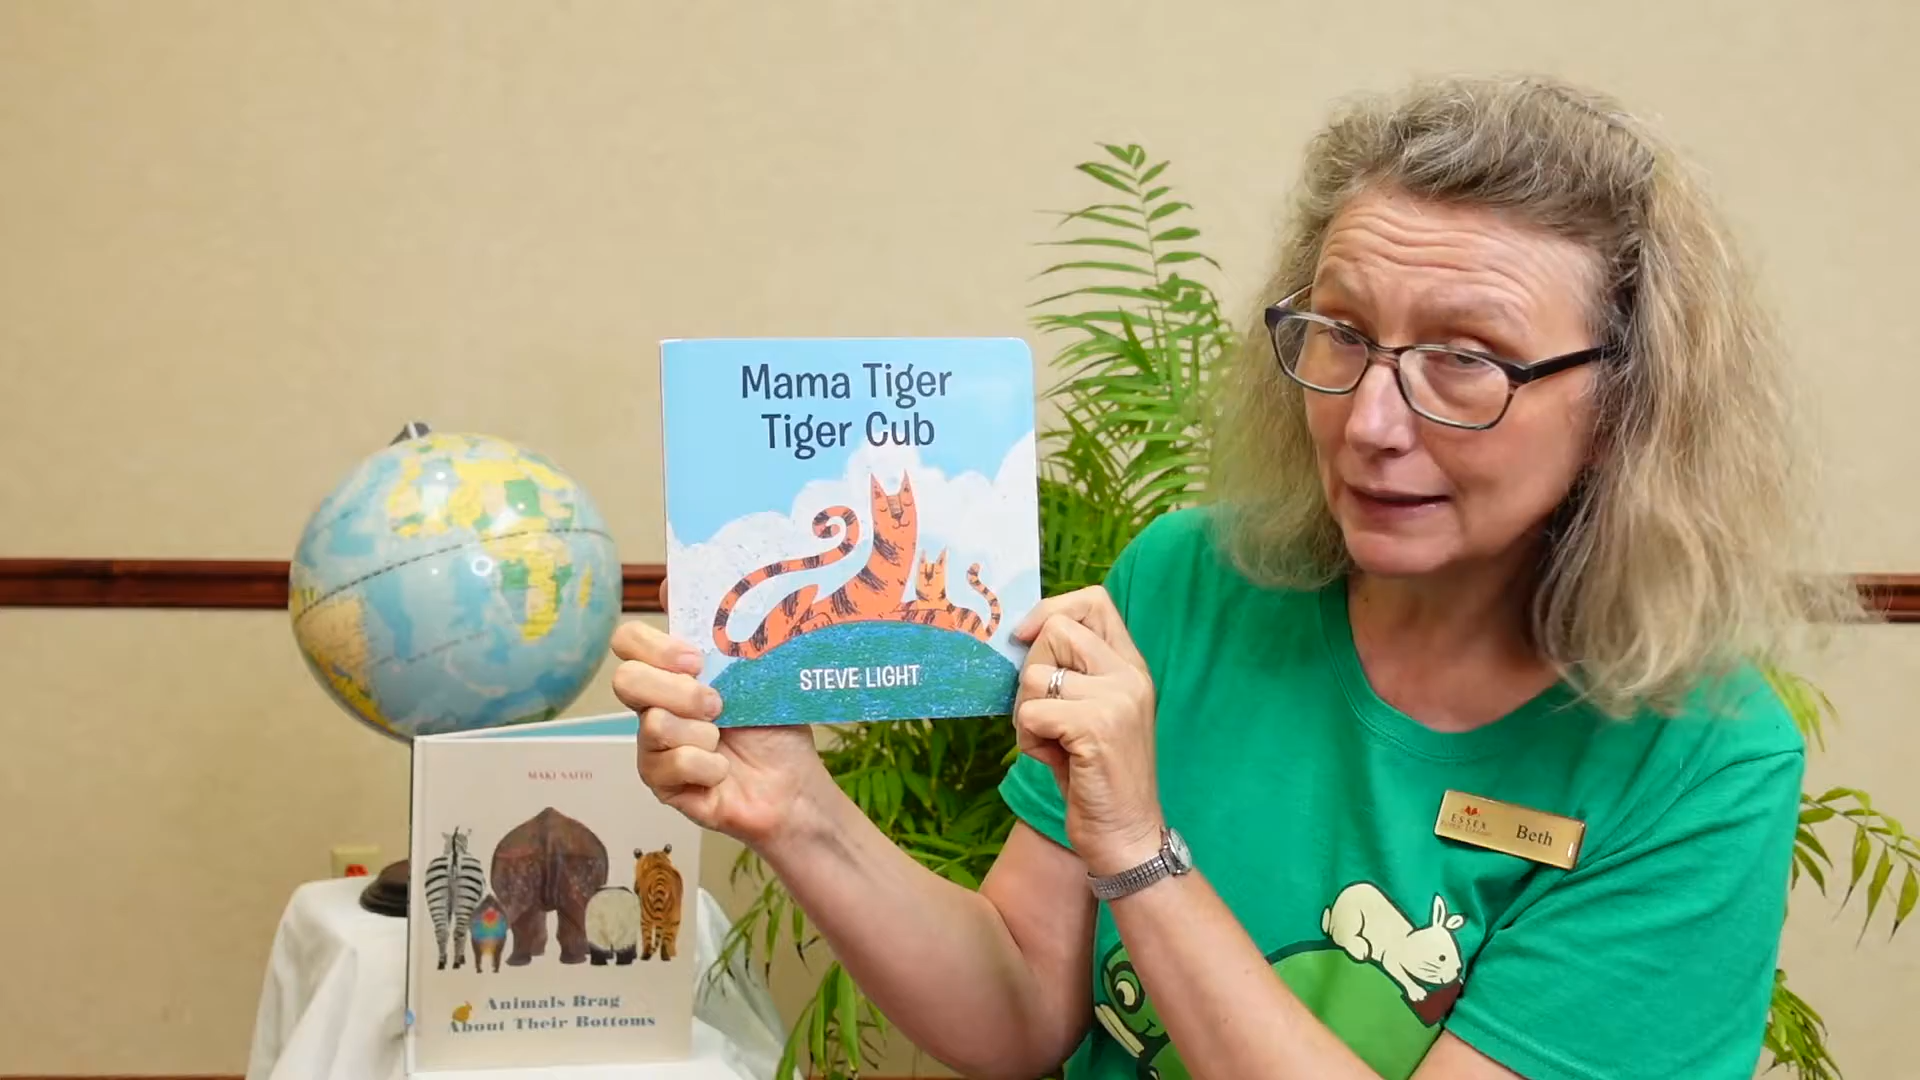 Mama Tiger
Tiger Cub
STEVE LIGHT
MAKI SAITO
Animals Brag
About Their Bottoms
ESSEX
Beth